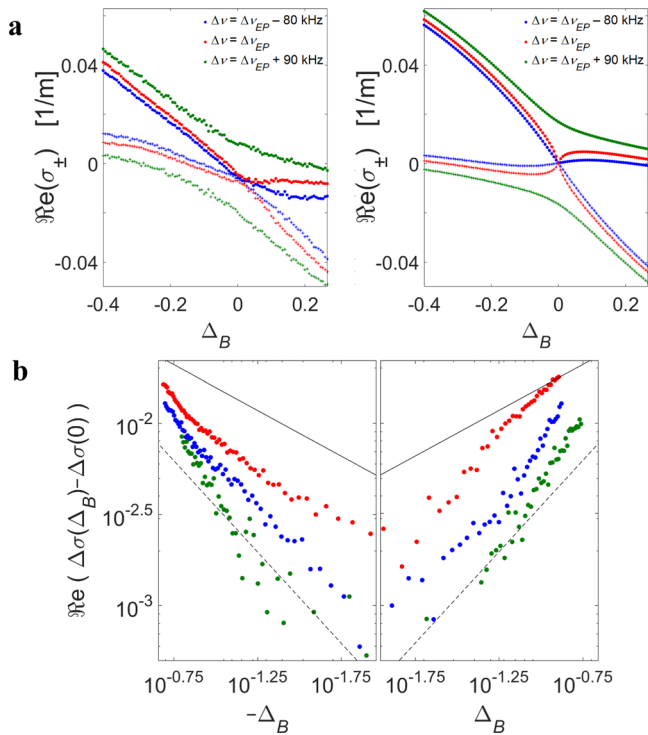 a
Δν = Δν_EP − 80 kHz
Δν = Δν_EP
Δν = Δν_EP + 90 kHz
0.04
0
-0.04
ℜe(σ±) [1/m]
-0.4 -0.2 0 0.2
Δ_B
Δν = Δν_EP − 80 kHz
Δν = Δν_EP
Δν = Δν_EP + 90 kHz
0.04
0
-0.04
ℜe(σ±) [1/m]
-0.4 -0.2 0 0.2
Δ_B
b
ℜe ( Δσ(Δ_B)−Δσ(0) )
10^-2
10^-2.5
10^-3
10^-0.75 10^-1.25 10^-1.75
−Δ_B
10^-1.75 10^-1.25 10^-0.75
Δ_B